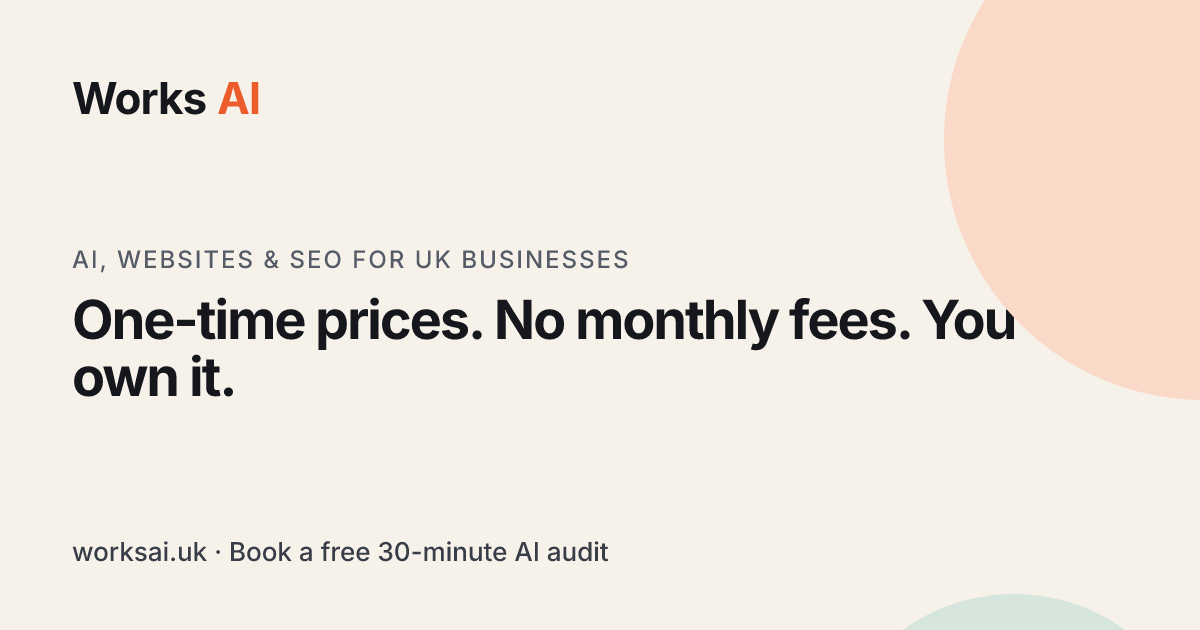 Works AI
AI, WEBSITES & SEO FOR UK BUSINESSES
One-time prices. No monthly fees. You
own it.
worksai.uk · Book a free 30-minute AI audit